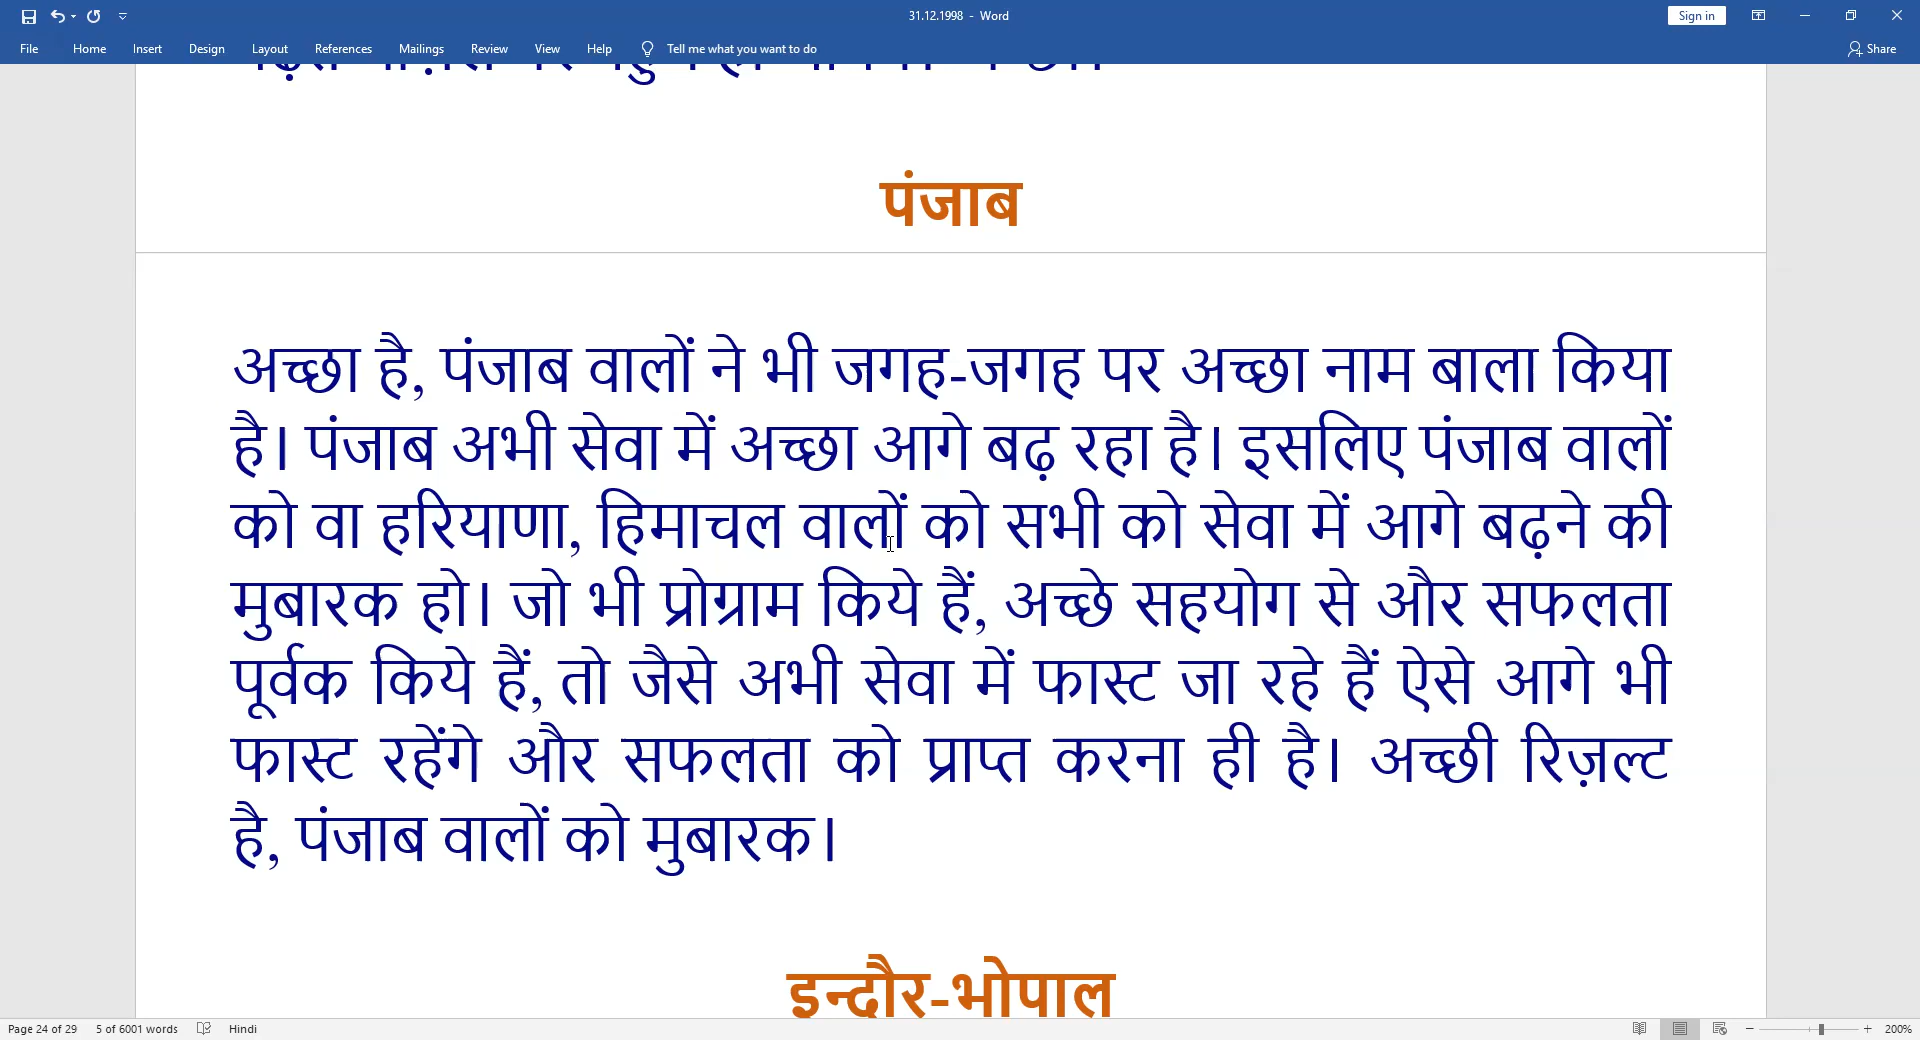 31.12.1998 - Word
Sign in
File Home Insert Design Layout References Mailings Review View Help Tell me what you want to do Share
पंजाब
अच्छा है, पंजाब वालों ने भी जगह-जगह पर अच्छा नाम बाला किया
है। पंजाब अभी सेवा में अच्छा आगे बढ़ रहा है। इसलिए पंजाब वालों
को वा हरियाणा, हिमाचल वालों को सभी को सेवा में आगे बढ़ने की
मुबारक हो। जो भी प्रोग्राम किये हैं, अच्छे सहयोग से और सफलता
पूर्वक किये हैं, तो जैसे अभी सेवा में फास्ट जा रहे हैं ऐसे आगे भी
फास्ट रहेंगे और सफलता को प्राप्त करना ही है। अच्छी रिज़ल्ट
है, पंजाब वालों को मुबारक।
इन्दौर-भोपाल
Page 24 of 29 5 of 6001 words Hindi 200%